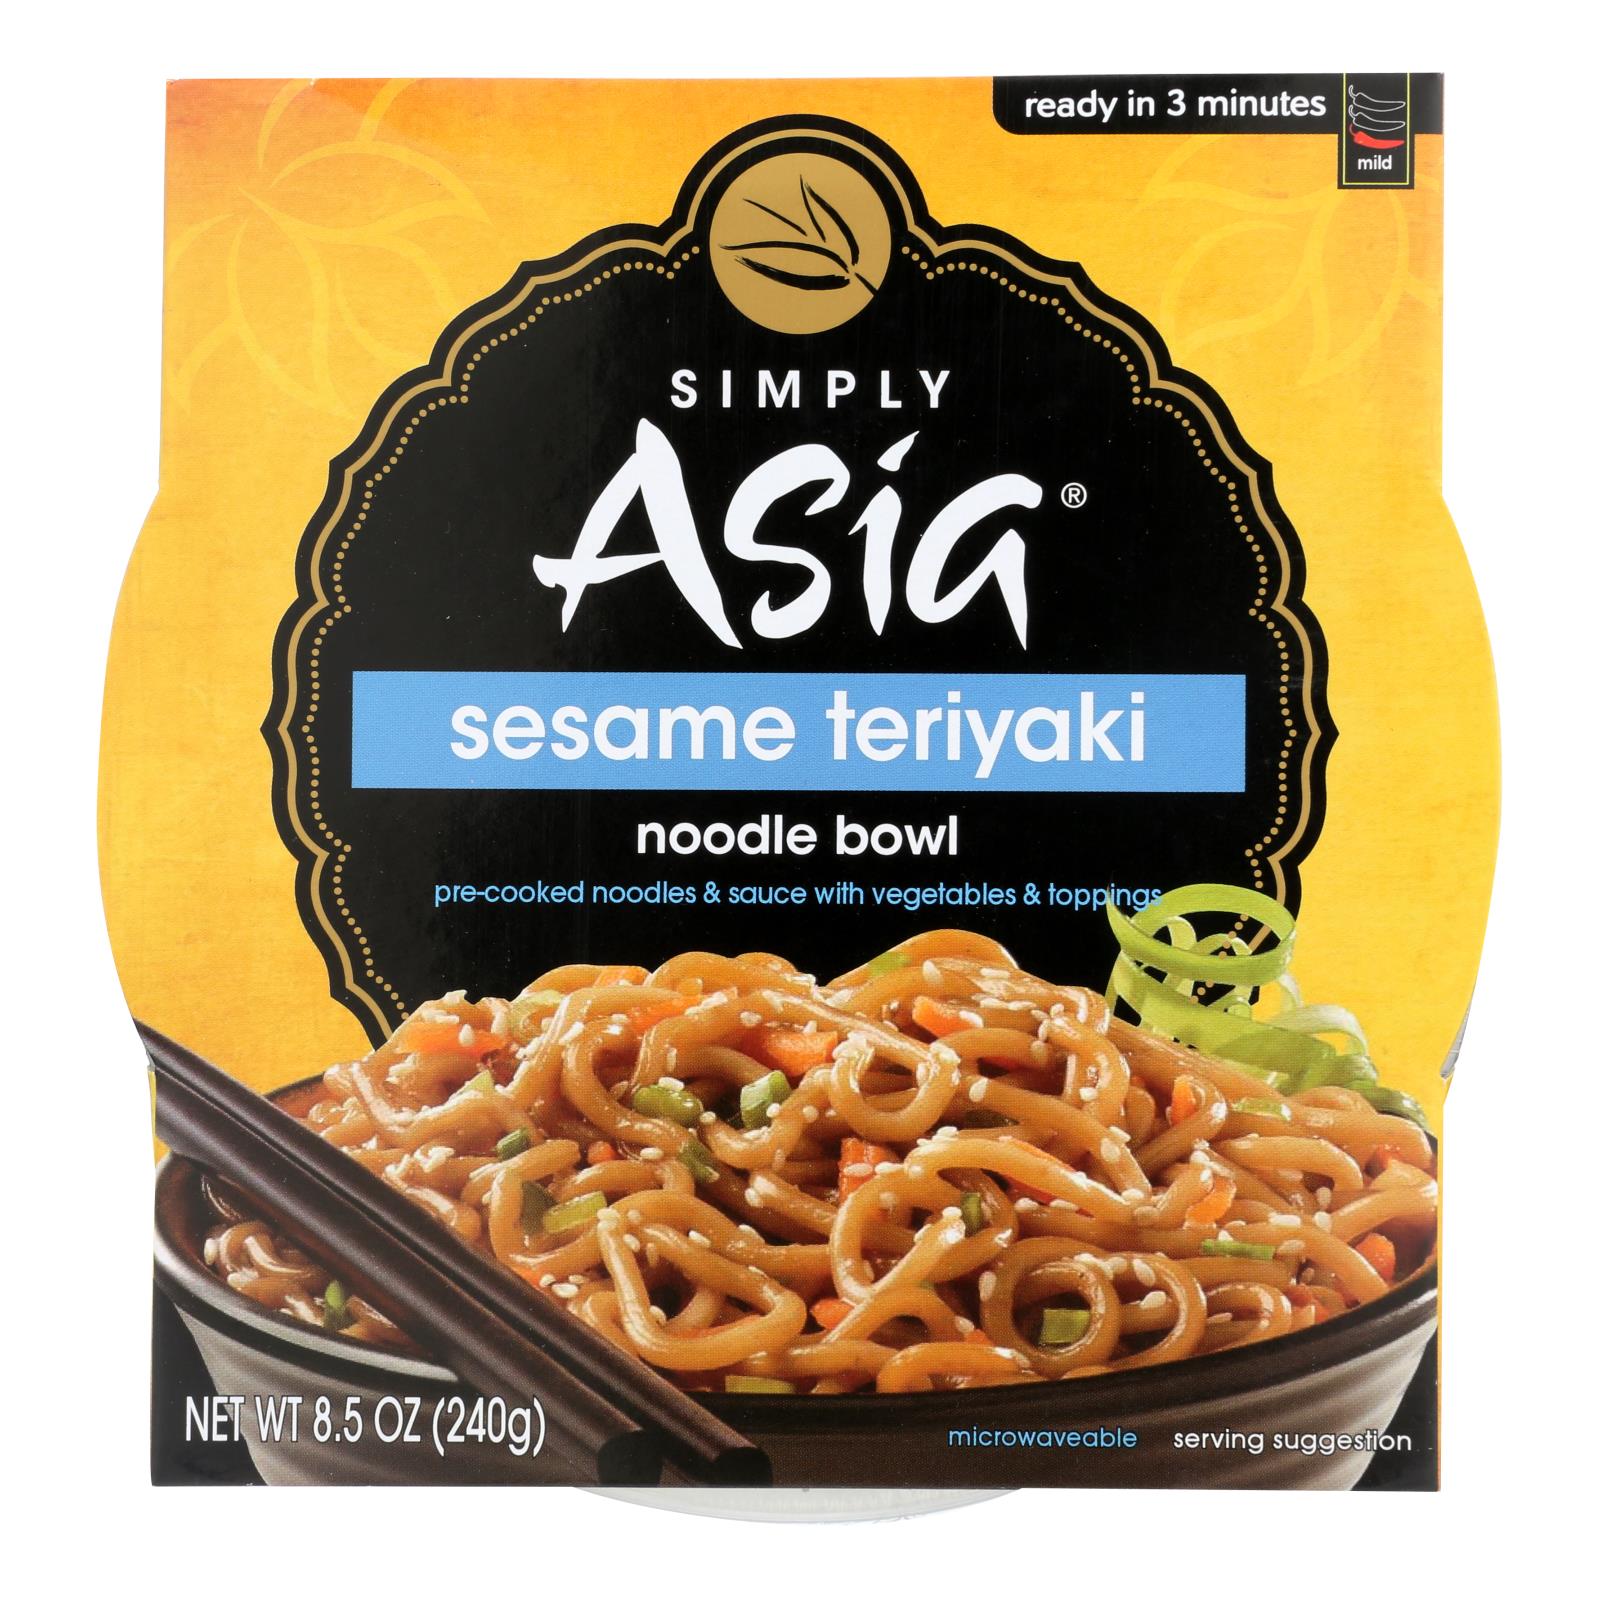 ready in 3 minutes
mild
SIMPLY
Asia®
sesame teriyaki
noodle bowl
pre-cooked noodles & sauce with vegetables & toppings
NET WT 8.5 OZ (240g)
microwaveable serving suggestion